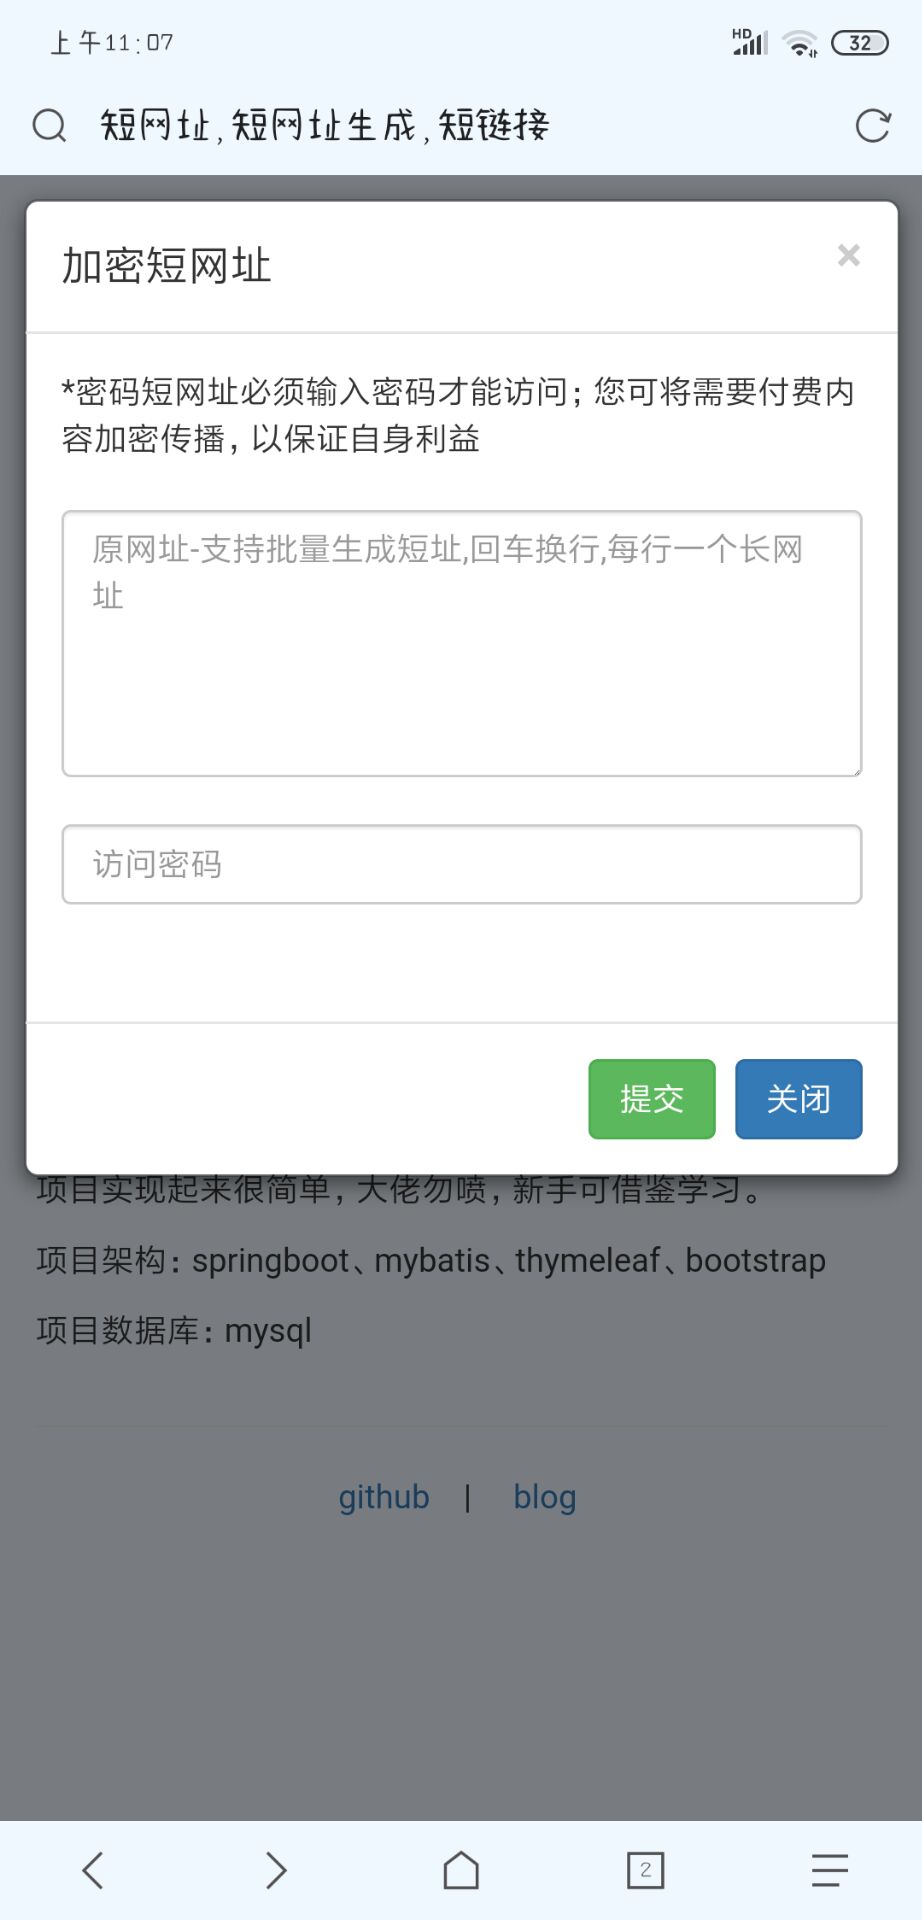 上午11:07
HD
32
短网址,短网址生成,短链接
加密短网址
×
*密码短网址必须输入密码才能访问；您可将需要付费内
容加密传播，以保证自身利益
原网址-支持批量生成短址,回车换行,每行一个长网
址
访问密码
提交 关闭
项目实现起来很简单，大佬勿喷，新手可借鉴学习。
项目架构：springboot、mybatis、thymeleaf、bootstrap
项目数据库：mysql
github | blog
2